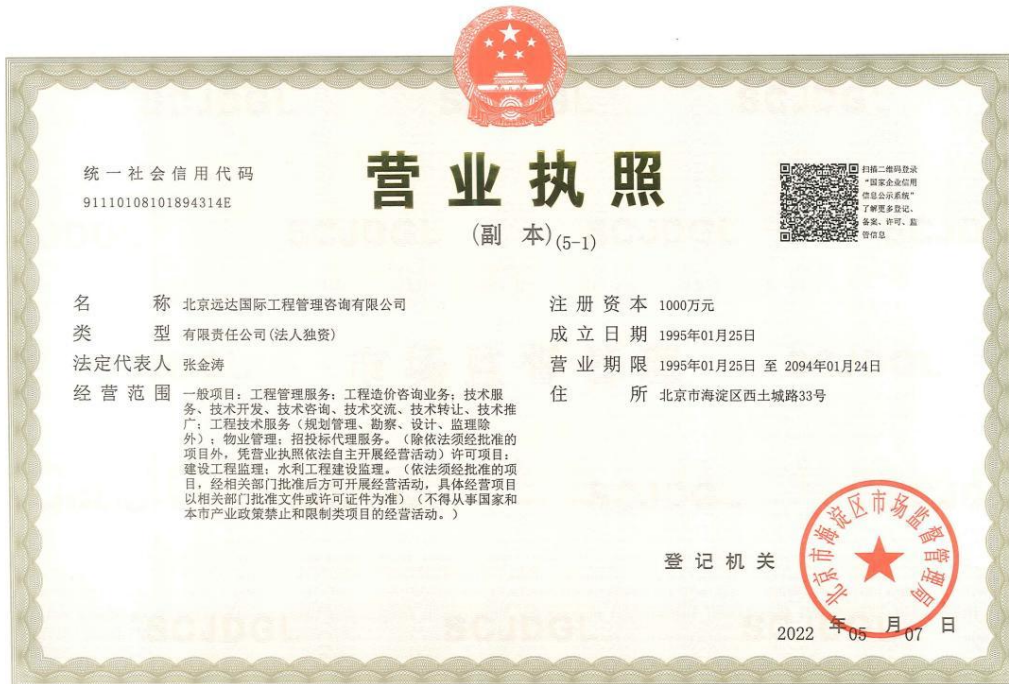 统一社会信用代码
91110108101894314E
营业执照
(副 本)(5-1)
扫描二维码登录
“国家企业信用
信息公示系统”
了解更多登记、
备案、许可、监
管信息
名 称 北京远达国际工程管理咨询有限公司
类 型 有限责任公司(法人独资)
法定代表人 张金涛
经营范围 一般项目：工程管理服务；工程造价咨询业务；技术服
务、技术开发、技术咨询、技术交流、技术转让、技术推
广；工程技术服务（规划管理、勘察、设计、监理除
外）；物业管理；招投标代理服务。（除依法须经批准的
项目外，凭营业执照依法自主开展经营活动）许可项目：
建设工程监理；水利工程建设监理。（依法须经批准的项
目，经相关部门批准后方可开展经营活动，具体经营项目
以相关部门批准文件或许可证件为准）（不得从事国家和
本市产业政策禁止和限制类项目的经营活动。）
注册资本 1000万元
成立日期 1995年01月25日
营业期限 1995年01月25日 至 2094年01月24日
住 所 北京市海淀区西土城路33号
登记机关
北京市海淀区市场监督管理局
2022 年 05 月 07 日